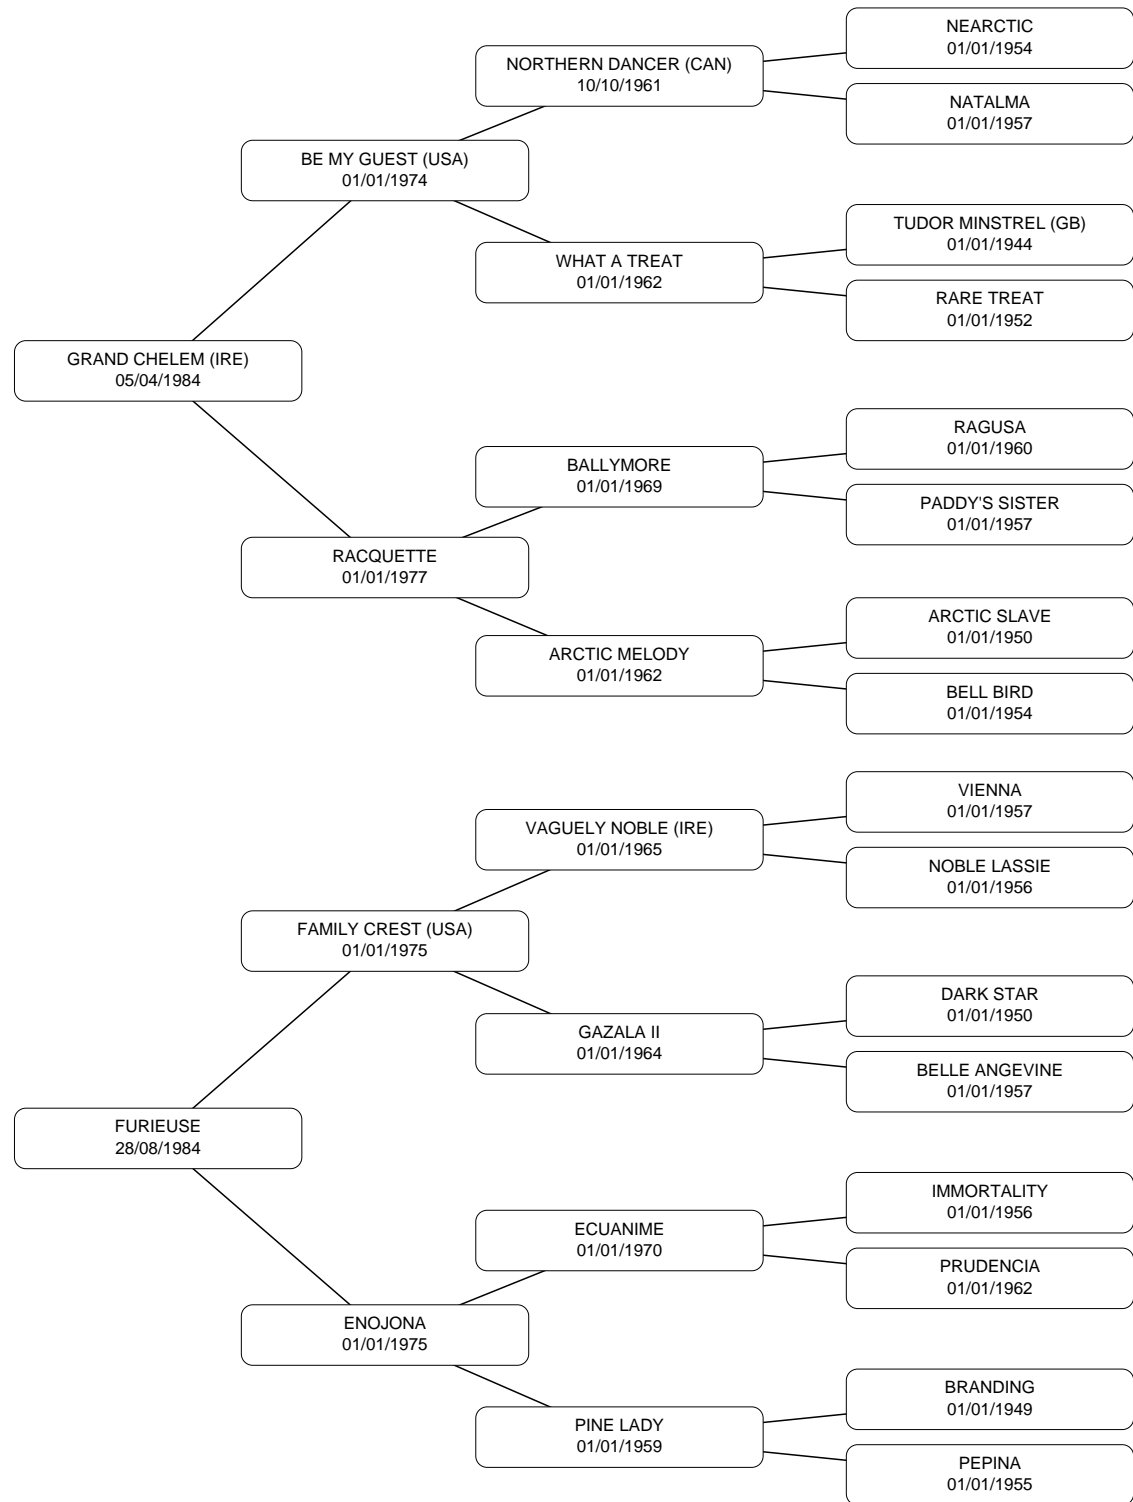 NEARCTIC
01/01/1954
NORTHERN DANCER (CAN)
10/10/1961
NATALMA
01/01/1957
BE MY GUEST (USA)
01/01/1974
TUDOR MINSTREL (GB)
01/01/1944
WHAT A TREAT
01/01/1962
RARE TREAT
01/01/1952
GRAND CHELEM (IRE)
05/04/1984
RAGUSA
01/01/1960
BALLYMORE
01/01/1969
PADDY'S SISTER
01/01/1957
RACQUETTE
01/01/1977
ARCTIC SLAVE
01/01/1950
ARCTIC MELODY
01/01/1962
BELL BIRD
01/01/1954
VIENNA
01/01/1957
VAGUELY NOBLE (IRE)
01/01/1965
NOBLE LASSIE
01/01/1956
FAMILY CREST (USA)
01/01/1975
DARK STAR
01/01/1950
GAZALA II
01/01/1964
BELLE ANGEVINE
01/01/1957
FURIEUSE
28/08/1984
IMMORTALITY
01/01/1956
ECUANIME
01/01/1970
PRUDENCIA
01/01/1962
ENOJONA
01/01/1975
BRANDING
01/01/1949
PINE LADY
01/01/1959
PEPINA
01/01/1955